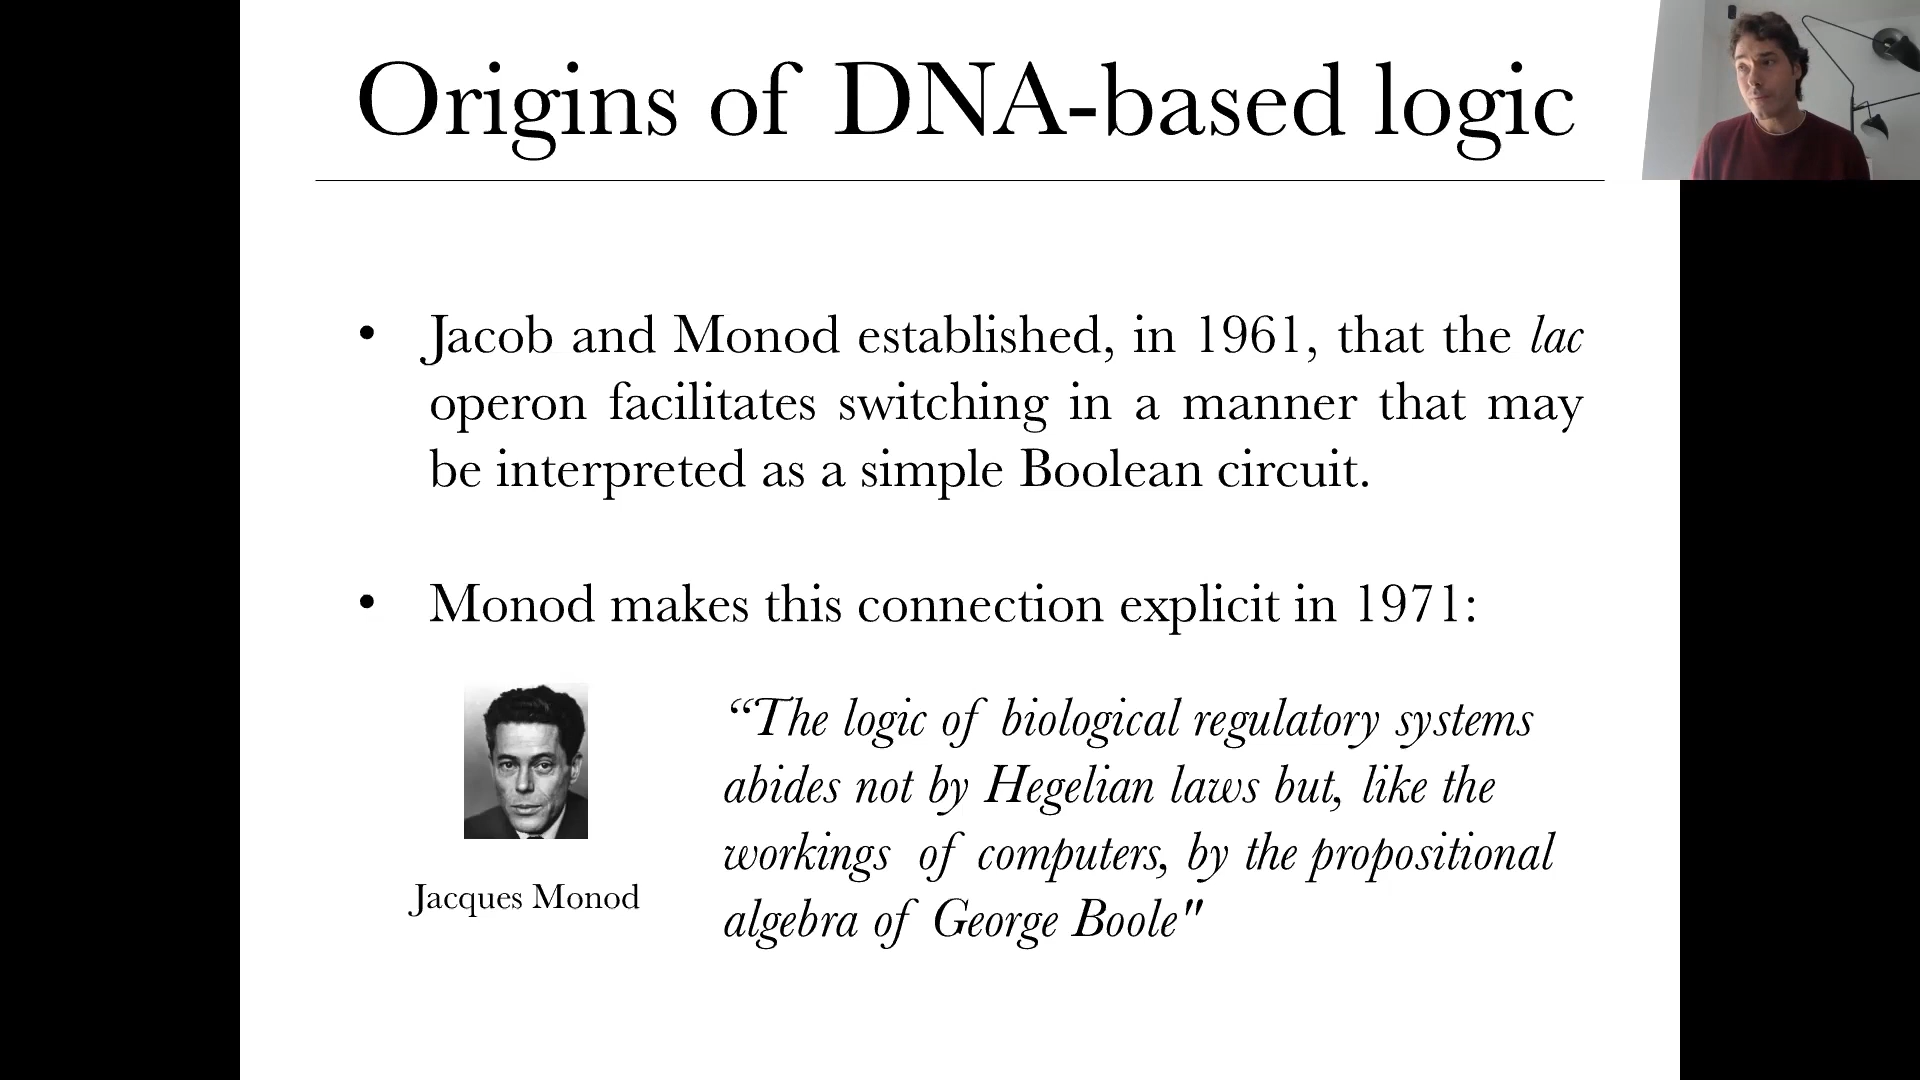 Origins of DNA-based logic
• Jacob and Monod established, in 1961, that the lac
operon facilitates switching in a manner that may
be interpreted as a simple Boolean circuit.
• Monod makes this connection explicit in 1971:
“The logic of biological regulatory systems
abides not by Hegelian laws but, like the
workings of computers, by the propositional
algebra of George Boole"
Jacques Monod